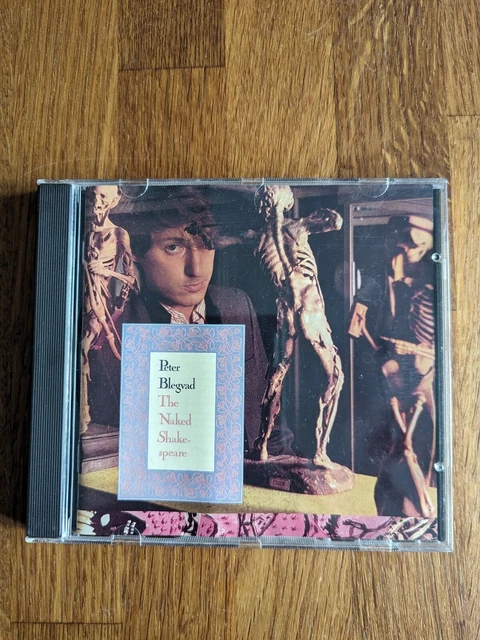 Peter
Blegvad
The
Naked
Shake-
speare